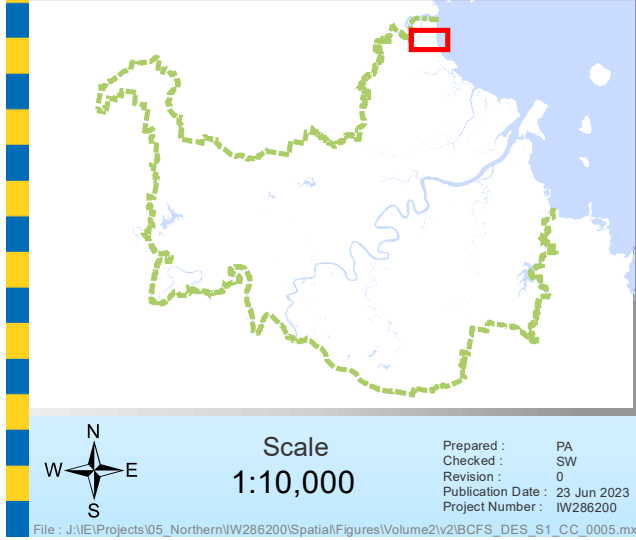 N
W E
S
Scale
1:10,000
Prepared : PA
Checked : SW
Revision : 0
Publication Date : 23 Jun 2023
Project Number : IW286200
File : J:\IE\Projects\05_Northern\IW286200\Spatial\Figures\Volume2\v2\BCFS_DES_S1_CC_0005.mx